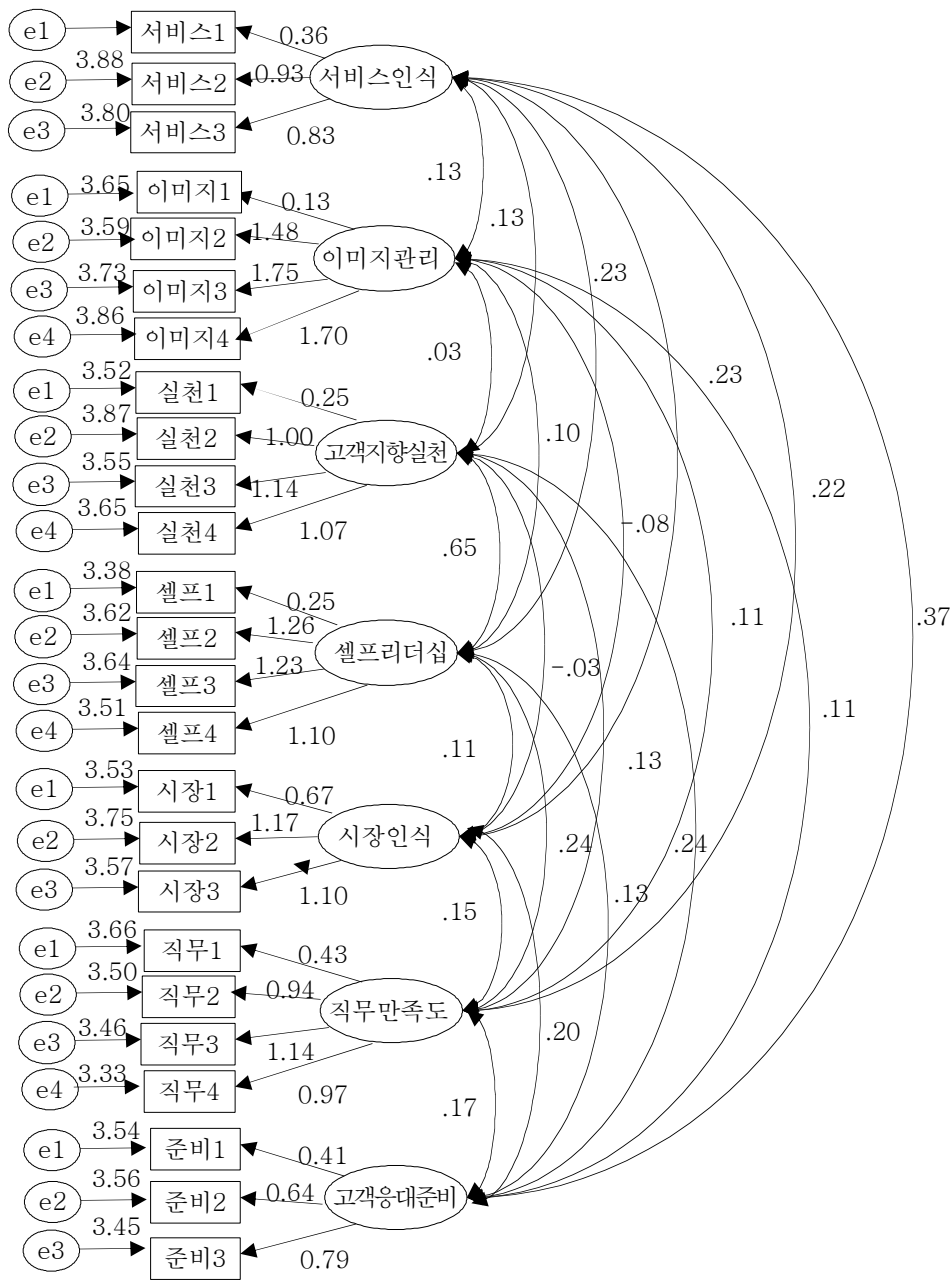 e1 서비스1 0.36
e2 3.88 서비스2 0.93 서비스인식
e3 3.80 서비스3 0.83
.13
.13
e1 3.65 이미지1 0.13
e2 3.59 이미지2 1.48 이미지관리
e3 3.73 이미지3 1.75 .23
e4 3.86 이미지4 1.70
.03 .23
e1 3.52 실천1 0.25
e2 3.87 실천2 1.00 고객지향실천 .10
e3 3.55 실천3 1.14 .22
e4 3.65 실천4 1.07 -.08
.65
e1 3.38 셀프1 0.25
e2 3.62 셀프2 1.26 .11 .37
e3 3.64 셀프3 1.23 셀프리더십 -.03
e4 3.51 셀프4 1.10 .11
.11 .13
e1 3.53 시장1 0.67
e2 3.75 시장2 1.17 시장인식 .24 .24
e3 3.57 시장3 1.10 .13
.15
e1 3.66 직무1 0.43
e2 3.50 직무2 0.94 직무만족도
e3 3.46 직무3 1.14 .20
e4 3.33 직무4 0.97
.17
e1 3.54 준비1 0.41
e2 3.56 준비2 0.64 고객응대준비
e3 3.45 준비3 0.79